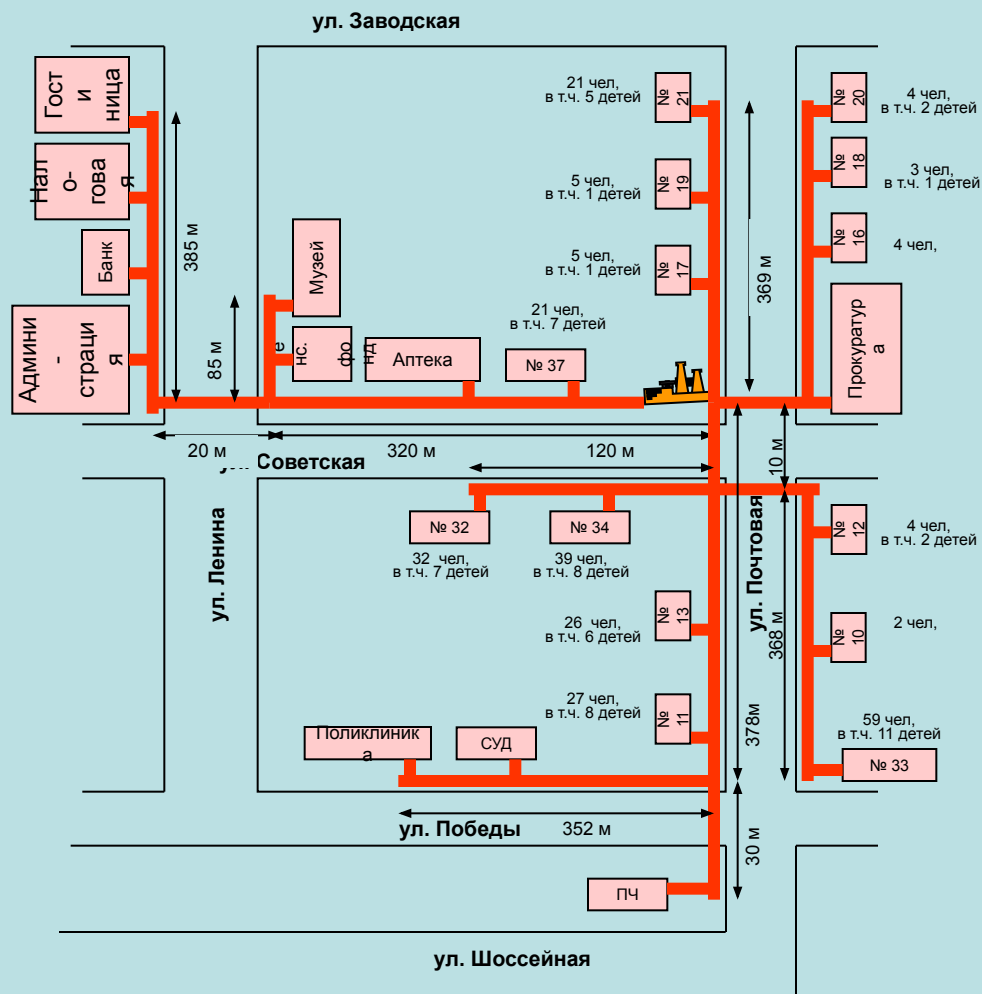 ул. Заводская
Гост
и
ница
Нал
о-
гова
я
Банк
Админи
-
страци
я
385 м
Музей
85 м
е
нс.
фо
нд
Аптека
21 чел,
в т.ч. 7 детей
№ 37
21 чел,
в т.ч. 5 детей
№
21
5 чел,
в т.ч. 1 детей
№
19
5 чел,
в т.ч. 1 детей
№
17
369 м
№
20
4 чел,
в т.ч. 2 детей
№
18
3 чел,
в т.ч. 1 детей
№
16
4 чел,
Прокуратур
а
20 м
320 м
120 м
10 м
Советская
ул. Ленина
ул. Почтовая
№ 32
32 чел,
в т.ч. 7 детей
№ 34
39 чел,
в т.ч. 8 детей
№
12
4 чел,
в т.ч. 2 детей
26 чел,
в т.ч. 6 детей
№
13
№
10
2 чел,
368 м
27 чел,
в т.ч. 8 детей
№
11
378м
59 чел,
в т.ч. 11 детей
№ 33
Поликлиник
а
СУД
352 м
ул. Победы
30 м
ПЧ
ул. Шоссейная